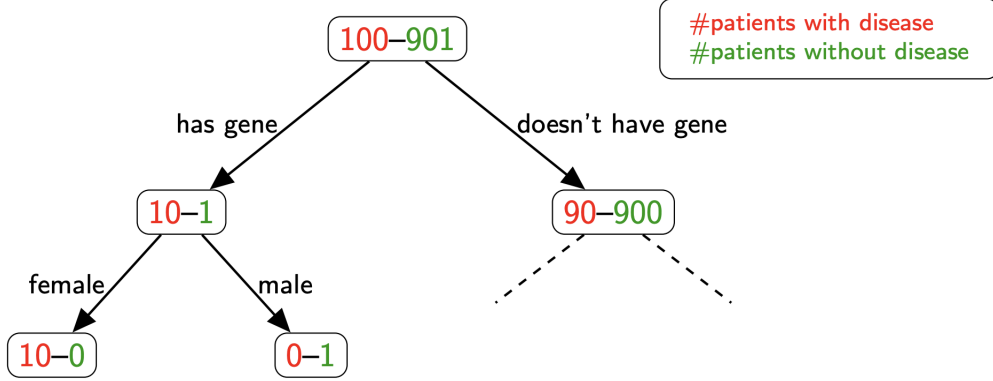 100–901
#patients with disease
#patients without disease
has gene
doesn't have gene
10–1
90–900
female
male
10–0
0–1